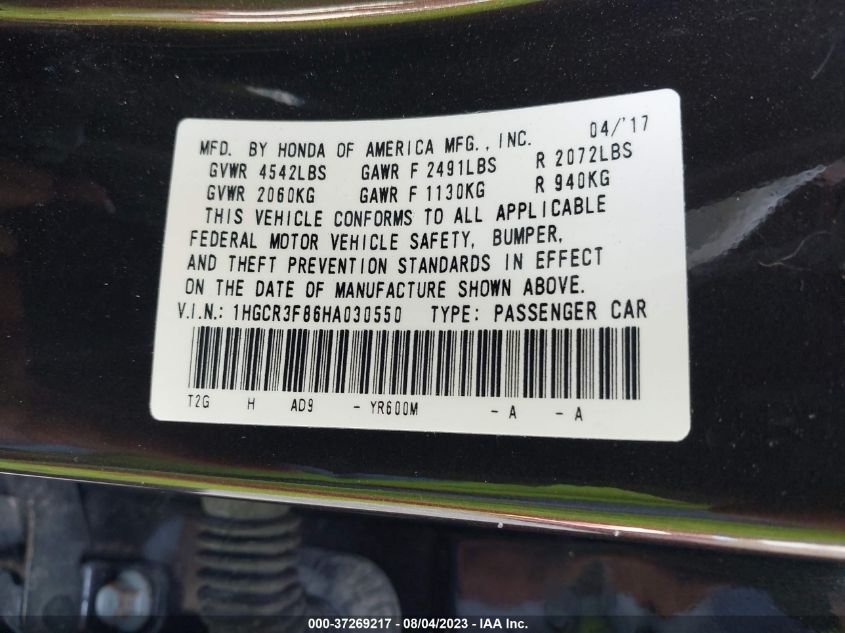 MFD. BY HONDA OF AMERICA MFG., INC. 04/'17
GVWR 4542LBS GAWR F 2491LBS R 2072LBS
GVWR 2060KG GAWR F 1130KG R 940KG
THIS VEHICLE CONFORMS TO ALL APPLICABLE
FEDERAL MOTOR VEHICLE SAFETY, BUMPER,
AND THEFT PREVENTION STANDARDS IN EFFECT
ON THE DATE OF MANUFACTURE SHOWN ABOVE.
V.I.N.: 1HGCR3F86HA030550 TYPE: PASSENGER CAR
T2G H AD9 - YR600M - A - A
000-37269217 - 08/04/2023 - IAA Inc.